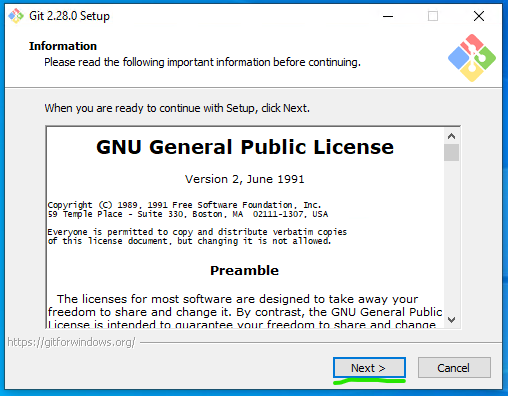 Git 2.28.0 Setup
Information
Please read the following important information before continuing.
When you are ready to continue with Setup, click Next.
GNU General Public License
Version 2, June 1991
Copyright (C) 1989, 1991 Free Software Foundation, Inc.
59 Temple Place - Suite 330, Boston, MA  02111-1307, USA
Everyone is permitted to copy and distribute verbatim copies
of this license document, but changing it is not allowed.
Preamble
The licenses for most software are designed to take away your
freedom to share and change it. By contrast, the GNU General Public
License is intended to guarantee your freedom to share and change
https://gitforwindows.org/
Next >
Cancel